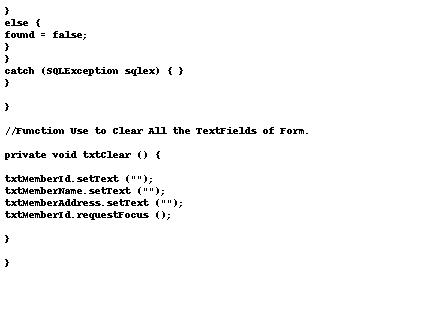 }
else {
found = false;
}
}
catch (SQLException sqlex) { }
}
}
//Function Use to Clear All the TextFields of Form.
private void txtClear () {
txtMemberId.setText ("");
txtMemberName.setText ("");
txtMemberAddress.setText ("");
txtMemberId.requestFocus ();
}
}